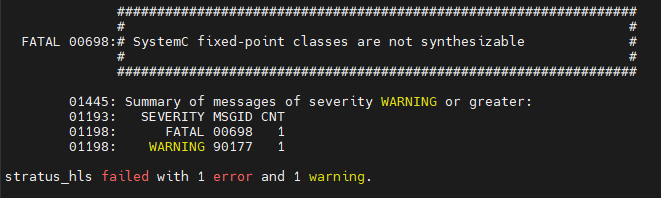 ##################################################################
# #
FATAL 00698:# SystemC fixed-point classes are not synthesizable #
# #
##################################################################
01445: Summary of messages of severity WARNING or greater:
01193: SEVERITY MSGID CNT
01198: FATAL 00698 1
01198: WARNING 90177 1
stratus_hls failed with 1 error and 1 warning.